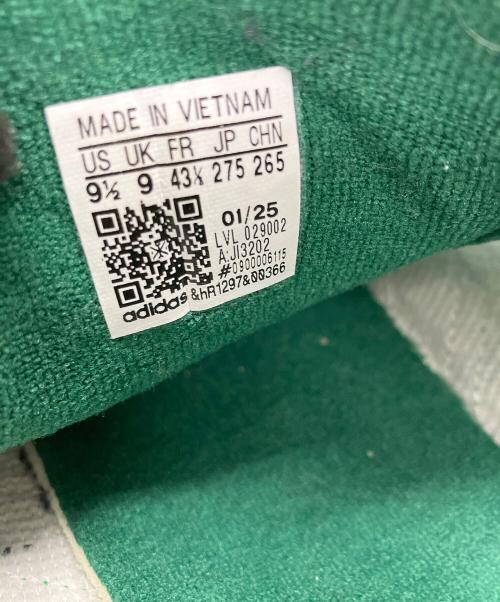 MADE IN VIETNAM
US UK FR JP CHN
9½ 9 43⅓ 275 265
01/25
LVL 029002
A:JI3202
#0900006115
adidas &hR1297&00366